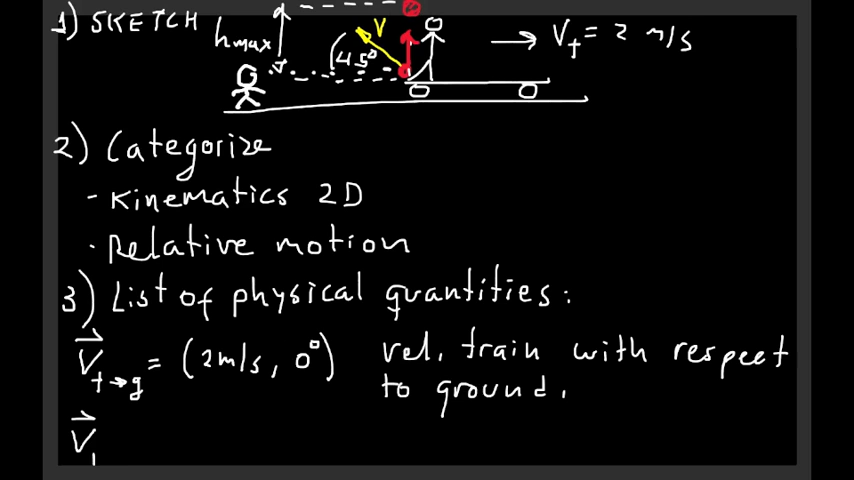 1) SKETCH hmax 45° V Vt = 2 m/s
2) Categorize
- Kinematics 2D
- Relative motion
3) List of physical quantities:
V⃗t→g = (2m/s, 0°) vel. train with respect
to ground.
V⃗